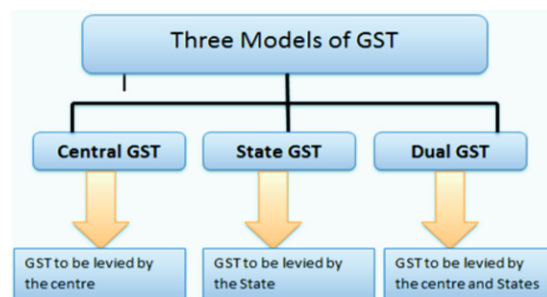 Three Models of GST
Central GST
State GST
Dual GST
GST to be levied by
the centre
GST to be levied by
the State
GST to be levied by the
centre and States